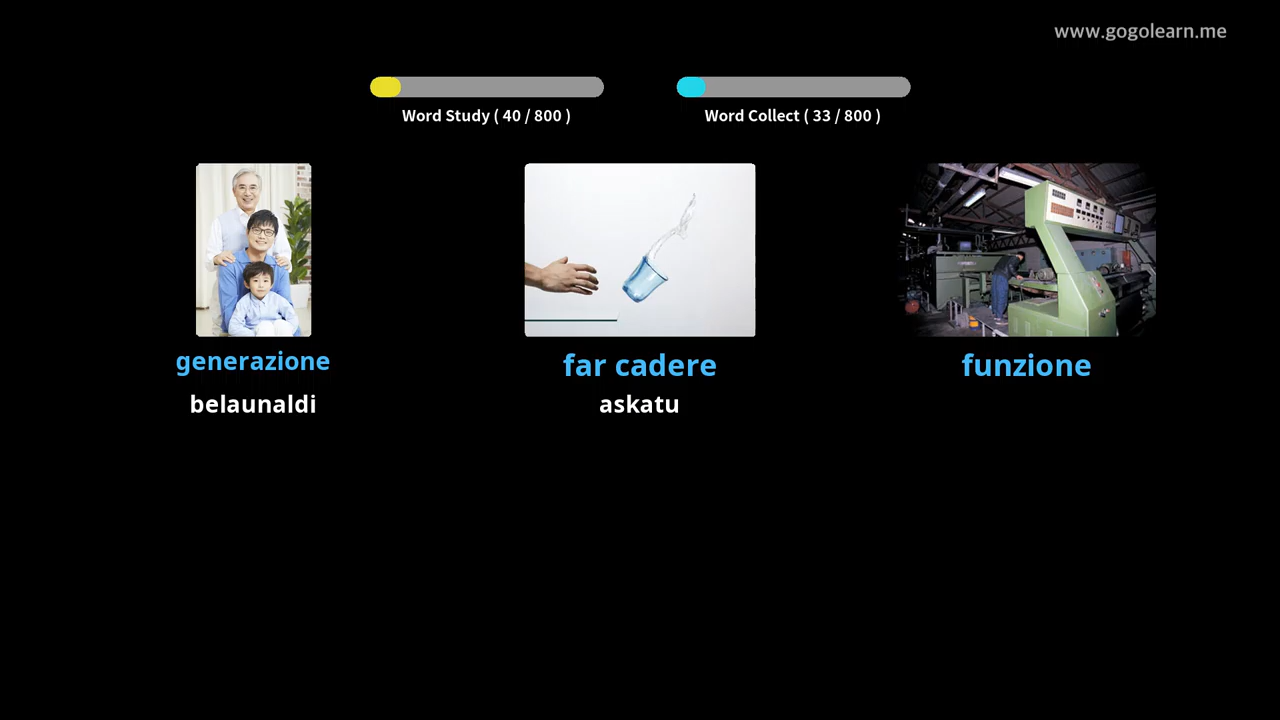 www.gogolearn.me
Word Study ( 40 / 800 )
Word Collect ( 33 / 800 )
generazione
belaunaldi
far cadere
askatu
funzione